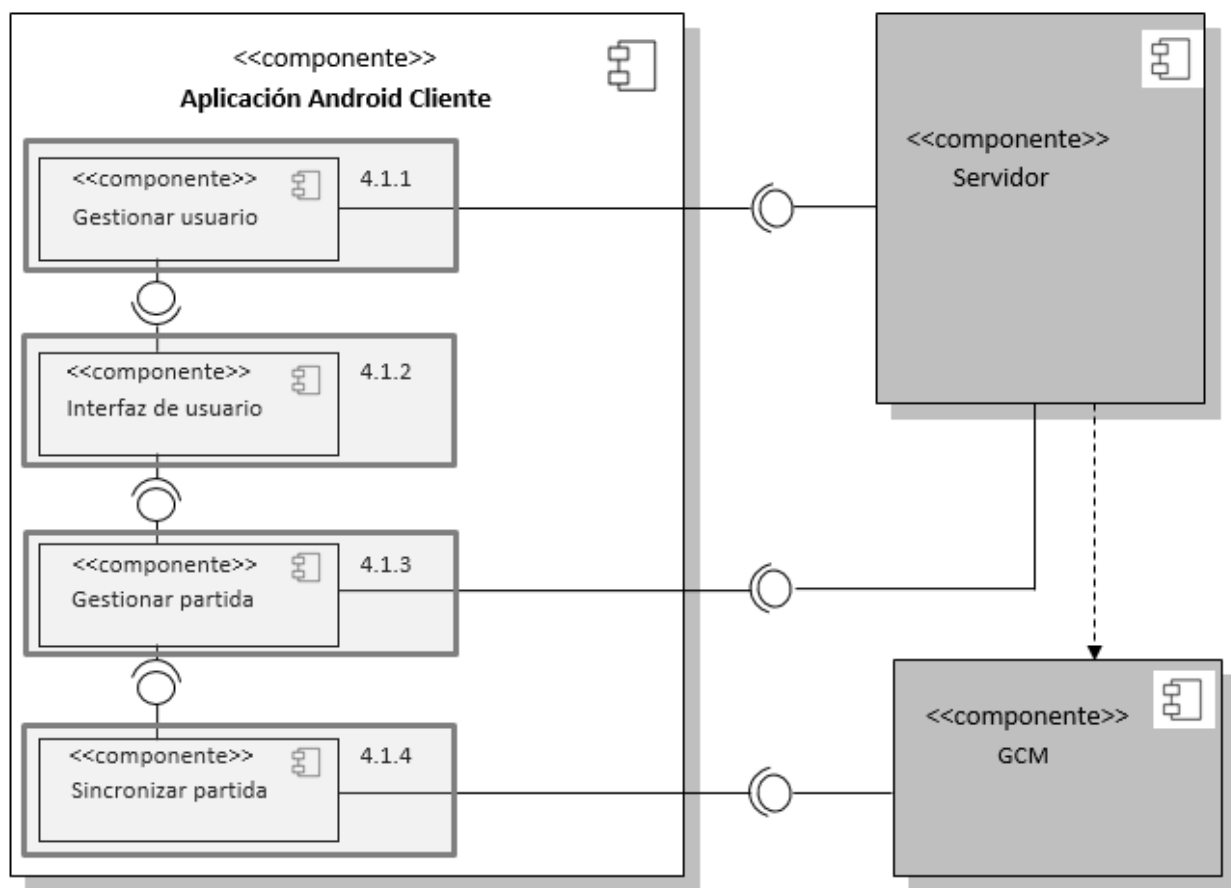 <<componente>>
Aplicación Android Cliente
<<componente>>
Gestionar usuario
4.1.1
<<componente>>
Interfaz de usuario
4.1.2
<<componente>>
Gestionar partida
4.1.3
<<componente>>
Sincronizar partida
4.1.4
<<componente>>
Servidor
<<componente>>
GCM